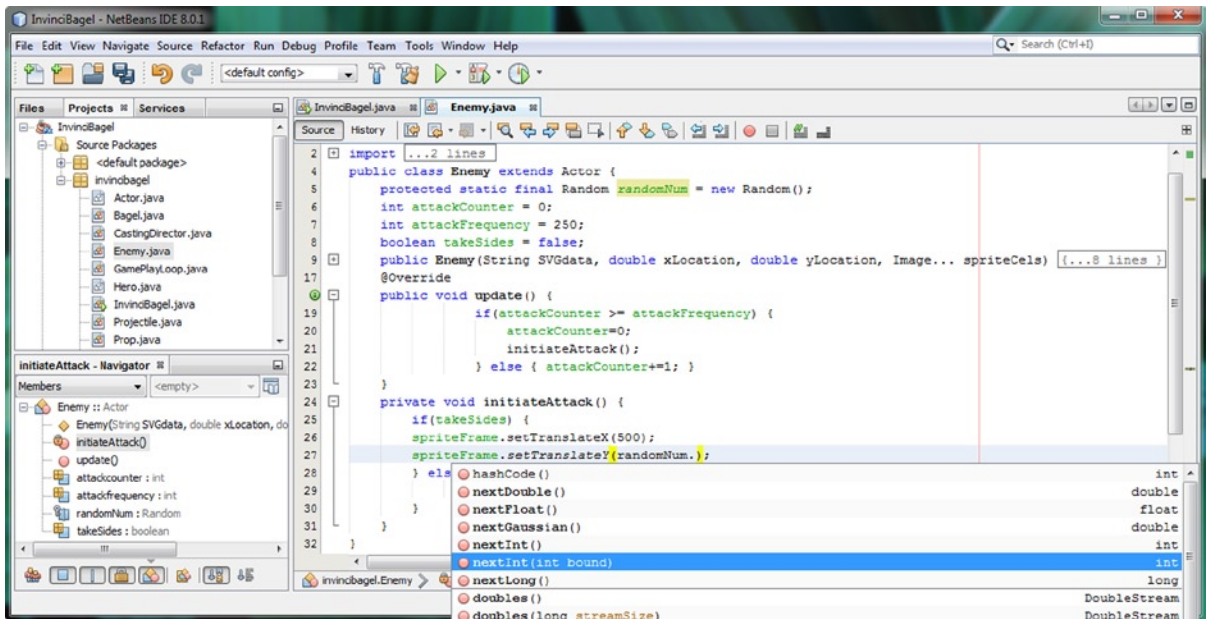 InvinciBagel - NetBeans IDE 8.0.1
File Edit View Navigate Source Refactor Run Debug Profile Team Tools Window Help
Search (Ctrl+I)
<default config>
Files Projects Services
InvinciBagel
Source Packages
<default package>
invincibagel
Actor.java
Bagel.java
CastingDirector.java
Enemy.java
GamePlayLoop.java
Hero.java
InvinciBagel.java
Projectile.java
Prop.java
initiateAttack - Navigator
Members <empty>
Enemy :: Actor
Enemy(String SVGdata, double xLocation, do
initiateAttack()
update()
attackcounter : int
attackfrequency : int
randomNum : Random
takeSides : boolean
InvinciBagel.java Enemy.java
Source History
2 import ...2 lines
4 public class Enemy extends Actor {
5 protected static final Random randomNum = new Random();
6 int attackCounter = 0;
7 int attackFrequency = 250;
8 boolean takeSides = false;
9 public Enemy(String SVGdata, double xLocation, double yLocation, Image... spriteCels) {...8 lines }
17 @Override
public void update() {
19 if(attackCounter >= attackFrequency) {
20 attackCounter=0;
21 initiateAttack();
22 } else { attackCounter+=1; }
23 }
24 private void initiateAttack() {
25 if(takeSides) {
26 spriteFrame.setTranslateX(500);
27 spriteFrame.setTranslateY(randomNum.);
28 } els
29
30 }
31 }
32 }
hashCode() int
nextDouble() double
nextFloat() float
nextGaussian() double
nextInt() int
nextInt(int bound) int
nextLong() long
doubles() DoubleStream
doubles(long streamSize) DoubleStream
invincibagel.Enemy